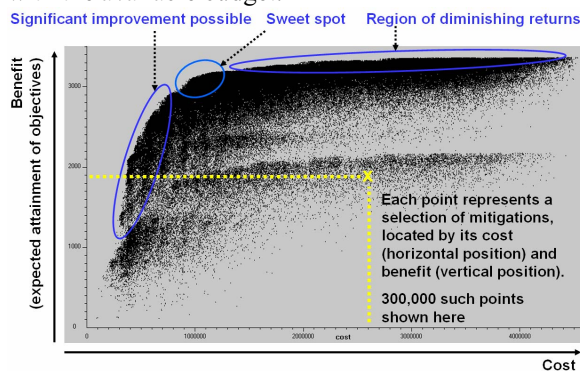 Significant improvement possible
Sweet spot
Region of diminishing returns
Benefit
(expected attainment of objectives)
3000
2000
1000
0
X
Each point represents a
selection of mitigations,
located by its cost
(horizontal position) and
benefit (vertical position).
300,000 such points
shown here
0
1000000
2000000
cost
3000000
4000000
Cost